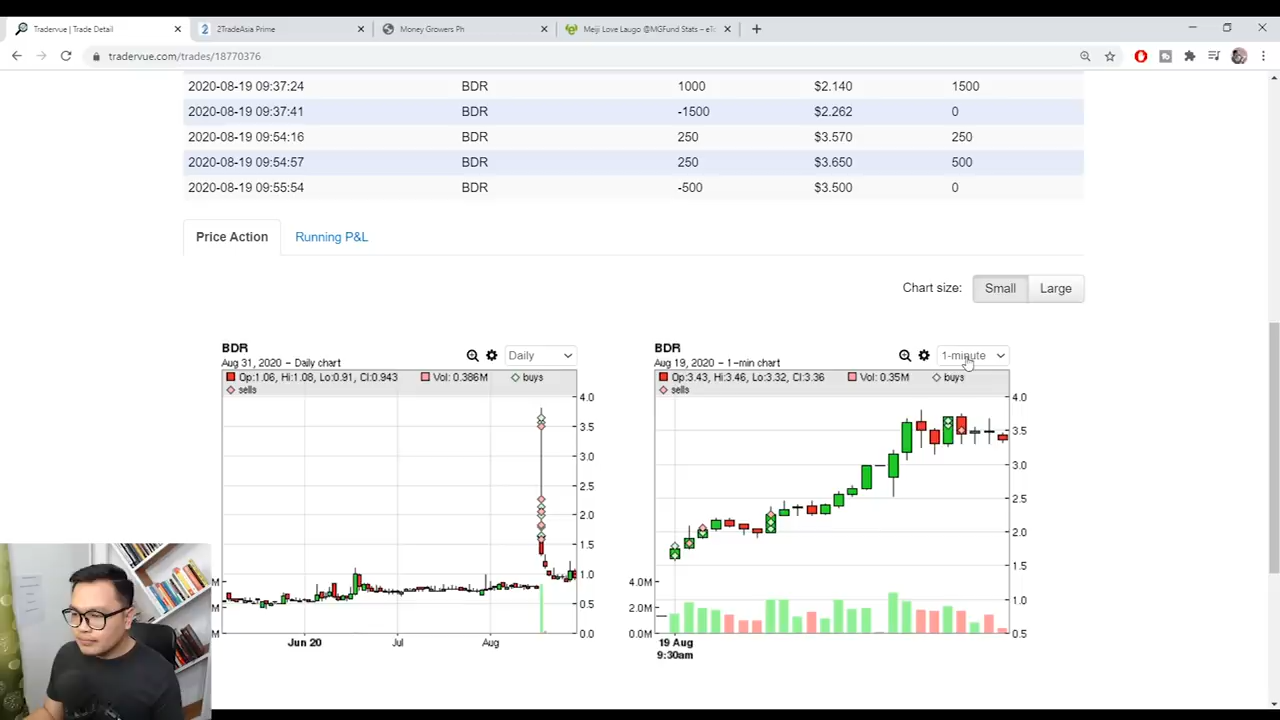 Tradervue | Trade Detail
2TradeAsia Prime
Money Growers Ph
Meiji Love Laugo @MGFund Stats – e1
tradervue.com/trades/18770376
2020-08-19 09:37:24 BDR 1000 $2.140 1500
2020-08-19 09:37:41 BDR -1500 $2.262 0
2020-08-19 09:54:16 BDR 250 $3.570 250
2020-08-19 09:54:57 BDR 250 $3.650 500
2020-08-19 09:55:54 BDR -500 $3.500 0
Price Action Running P&L
Chart size: Small Large
BDR
Aug 31, 2020 – Daily chart
Daily
Op:1.06, Hi:1.08, Lo:0.91, Cl:0.943 Vol: 0.386M buys
sells
4.0
3.5
3.0
2.5
2.0
1.5
1.0
0.5
0.0
M
M
M
Jun 20 Jul Aug
BDR
Aug 19, 2020 – 1-min chart
1-minute
Op:3.43, Hi:3.46, Lo:3.32, Cl:3.36 Vol: 0.35M buys
sells
4.0
3.5
3.0
2.5
2.0
1.5
1.0
0.5
4.0M
2.0M
0.0M
19 Aug
9:30am